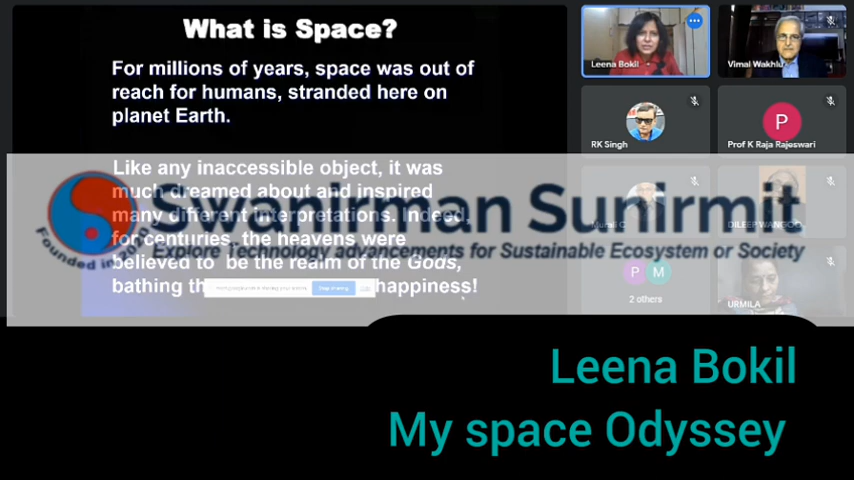 What is Space?
For millions of years, space was out of
reach for humans, stranded here on
planet Earth.
Like any inaccessible object, it was
much dreamed about and inspired
many different interpretations. Indeed,
for centuries, the heavens were
believed to be the realm of the Gods,
bathing happiness!
Stop sharing
Leena Bokil
Vimal Wakhlu
RK Singh
P
Prof K Raja Rajeswari
Murali C
DILEEP WANGOO
P M
2 others
URMILA
Swanirman Sunirmit
Explore Technology advancements for Sustainable Ecosystem or Society
Founded in
Leena Bokil
My space Odyssey